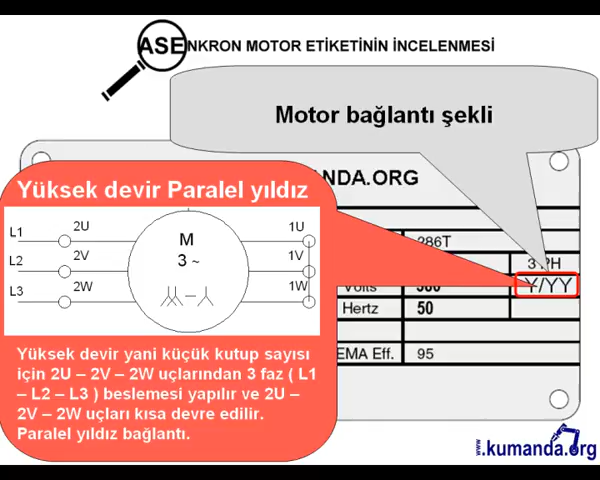 ASENKRON MOTOR ETİKETİNİN İNCELENMESİ
Motor bağlantı şekli
NDA.ORG
Yüksek devir Paralel yıldız
L1 2U 1U
M
3 ~
L2 2V 1V
L3 2W 1W
286T
3 PH
Volts 380 Y/YY
Hertz 50
EMA Eff. 95
Yüksek devir yani küçük kutup sayısı
için 2U – 2V – 2W uçlarından 3 faz ( L1
– L2 – L3 ) beslemesi yapılır ve 2U –
2V – 2W uçları kısa devre edilir.
Paralel yıldız bağlantı.
www.kumanda.org